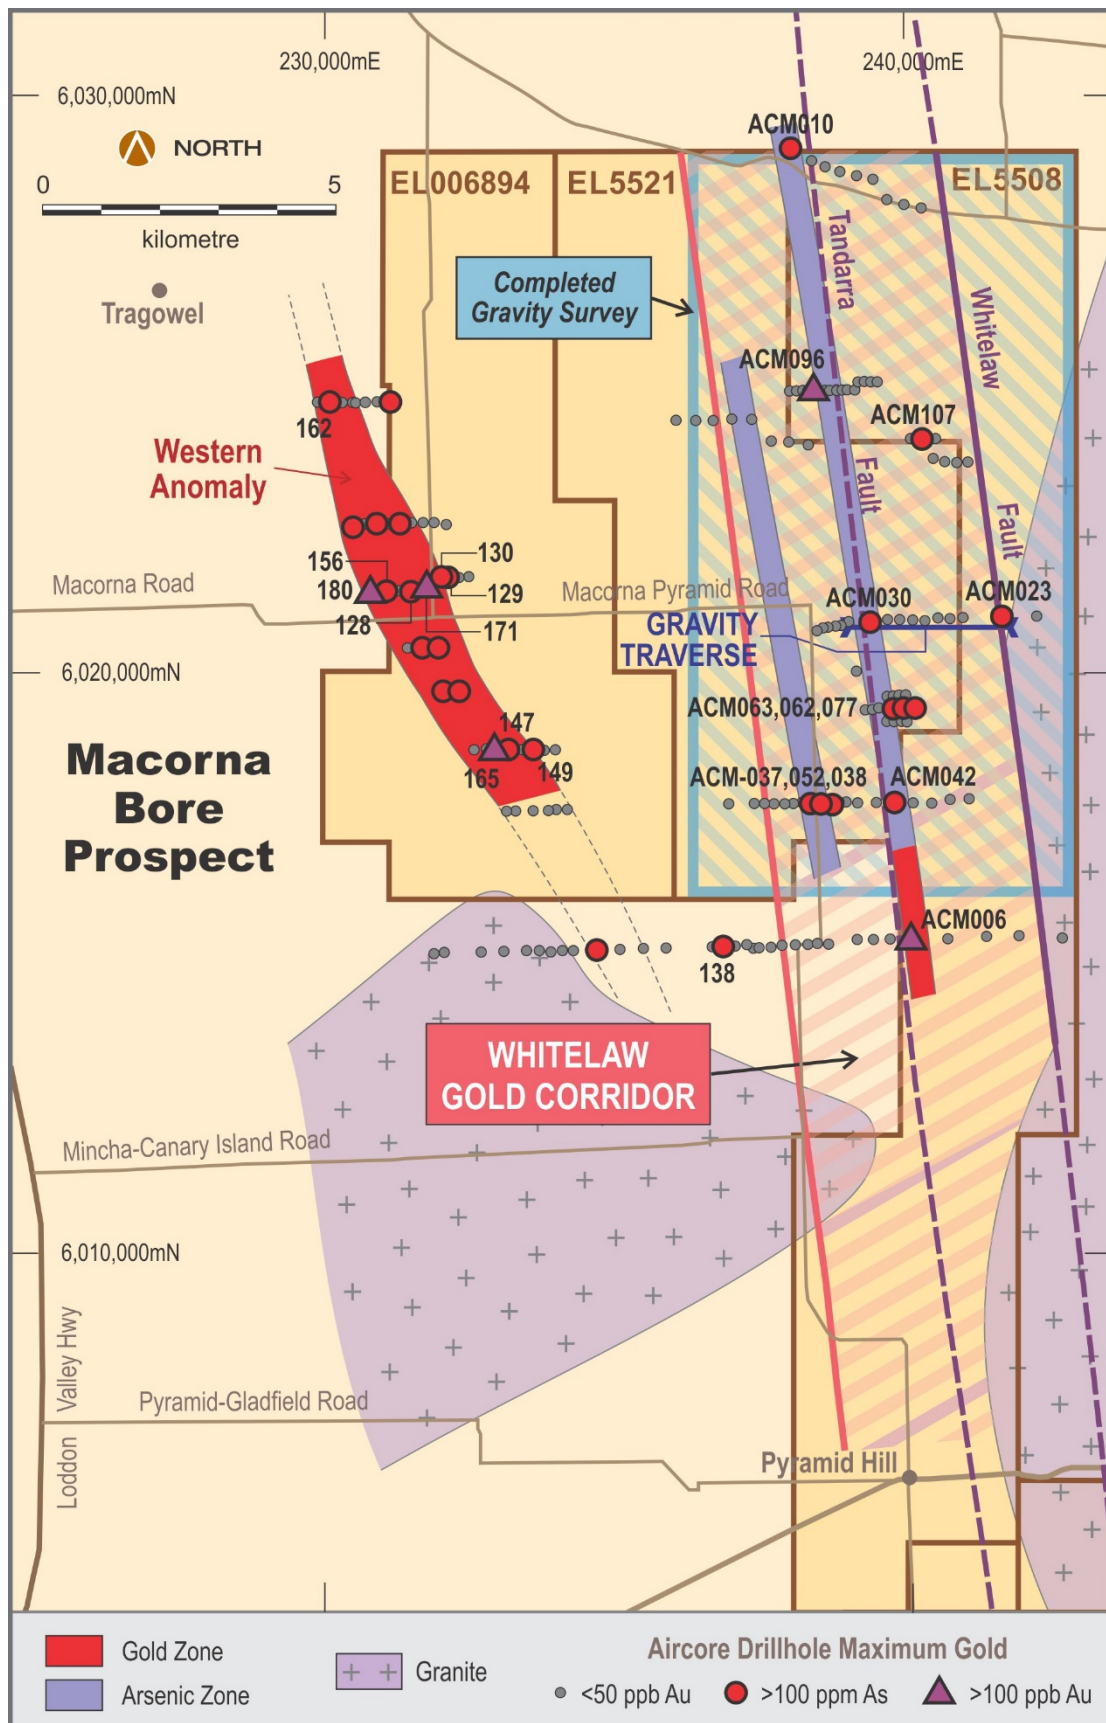 230,000mE
240,000mE
6,030,000mN
NORTH
0 5
kilometre
Tragowel
ACM010
EL006894
EL5521
EL5508
Completed
Gravity Survey
Tandarra
Fault
Whitelaw
Fault
ACM096
ACM107
162
Western
Anomaly
130
156
180
129
128
171
Macorna Road
Macorna Pyramid Road
ACM030
ACM023
GRAVITY
TRAVERSE
6,020,000mN
ACM063,062,077
147
165
149
ACM-037,052,038
ACM042
Macorna
Bore
Prospect
ACM006
138
WHITELAW
GOLD CORRIDOR
Mincha-Canary Island Road
6,010,000mN
Loddon Valley Hwy
Pyramid-Gladfield Road
Pyramid Hill
Gold Zone
Arsenic Zone
Granite
Aircore Drillhole Maximum Gold
<50 ppb Au
>100 ppm As
>100 ppb Au